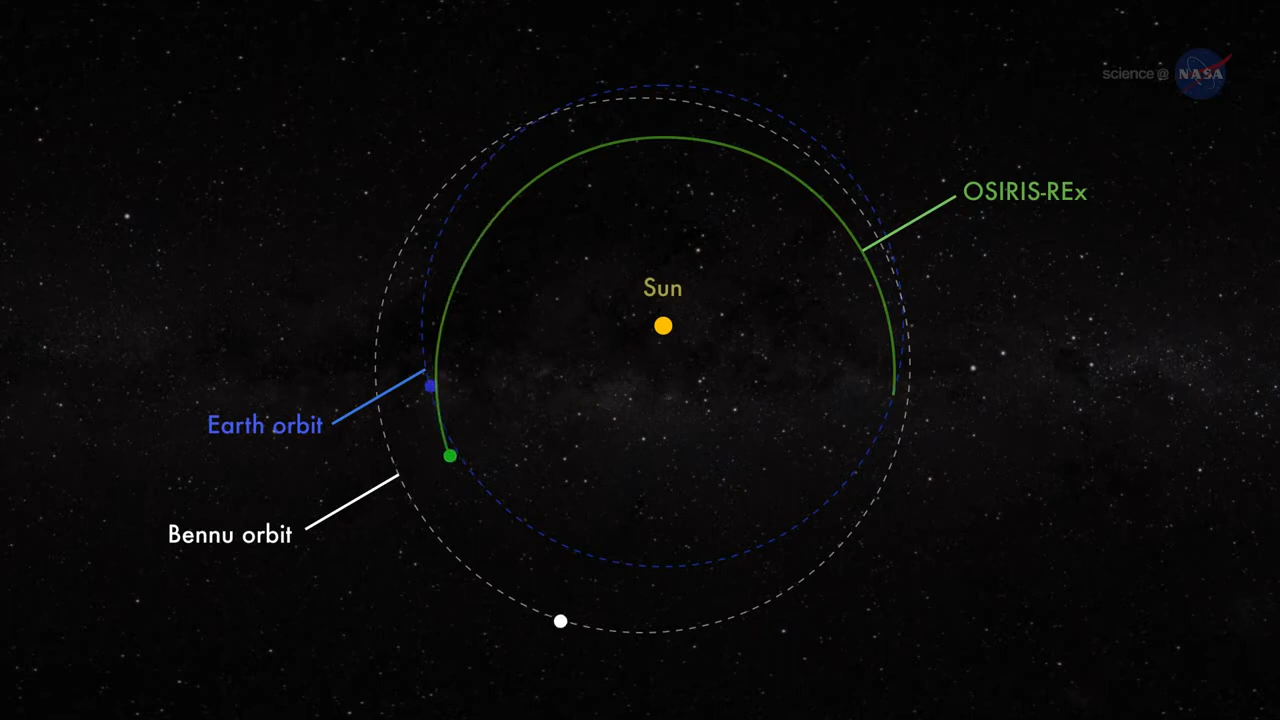 science@ NASA
OSIRIS-REx
Sun
Earth orbit
Bennu orbit